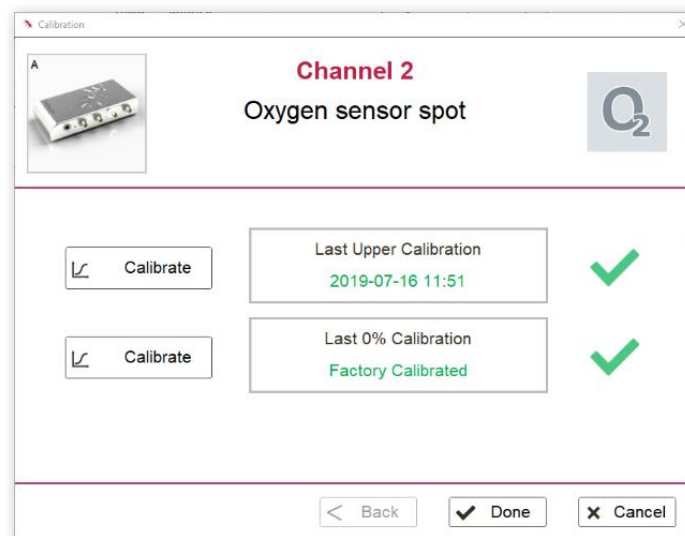 Calibration
A
Channel 2
Oxygen sensor spot
O2
Calibrate
Last Upper Calibration
2019-07-16 11:51
Calibrate
Last 0% Calibration
Factory Calibrated
< Back
Done
Cancel